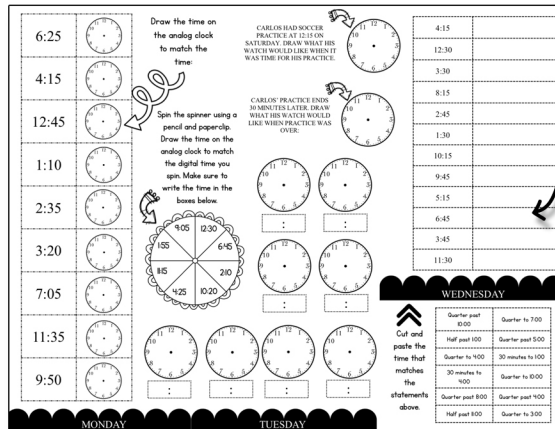 6:25
4:15
12:45
1:10
2:35
3:20
7:05
11:35
9:50
MONDAY
Draw the time on
the analog clock
to match the
time:
Spin the spinner using a
pencil and paperclip.
Draw the time on the
analog clock to match
the digital time you
spin. Make sure to
write the time in the
boxes below.
9:05
12:30
6:45
2:10
10:20
4:25
11:15
1:55
CARLOS HAD SOCCER
PRACTICE AT 12:15 ON
SATURDAY. DRAW WHAT HIS
WATCH WOULD LIKE WHEN IT
WAS TIME FOR HIS PRACTICE.
CARLOS' PRACTICE ENDS
30 MINUTES LATER. DRAW
WHAT HIS WATCH WOULD
LIKE WHEN PRACTICE WAS
OVER:
:
:
:
:
:
:
:
:
TUESDAY
4:15
12:30
3:30
8:15
2:45
1:30
10:15
9:45
5:15
6:45
3:45
11:30
WEDNESDAY
Cut and
paste the
time that
matches
the
statements
above.
Quarter past
10:00
Quarter to 7:00
Half past 1:00
Quarter past 5:00
Quarter to 4:00
30 minutes to 1:00
30 minutes to
4:00
Quarter to 10:00
Quarter past 8:00
Quarter past 4:00
Half past 11:00
Quarter to 3:00